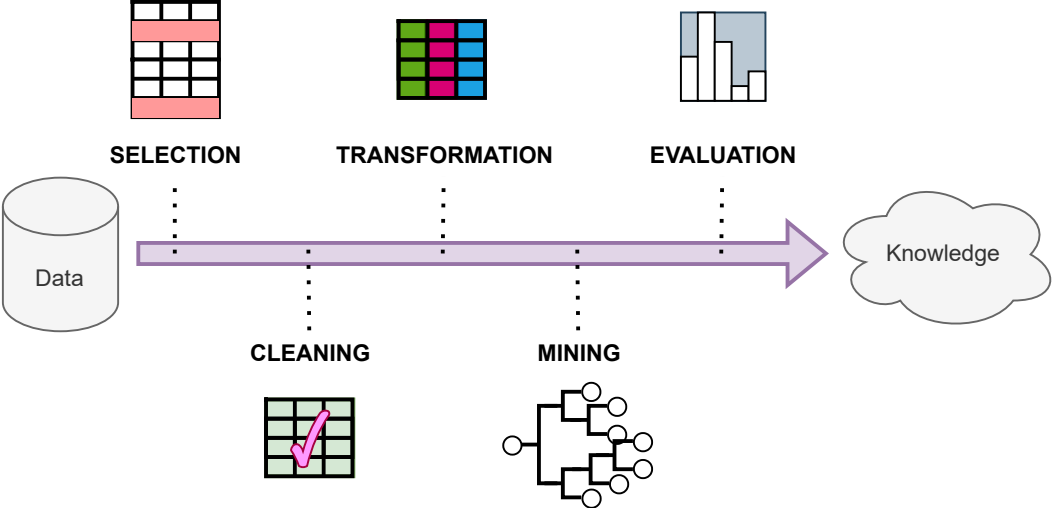 SELECTION
TRANSFORMATION
EVALUATION
Data
Knowledge
CLEANING
MINING